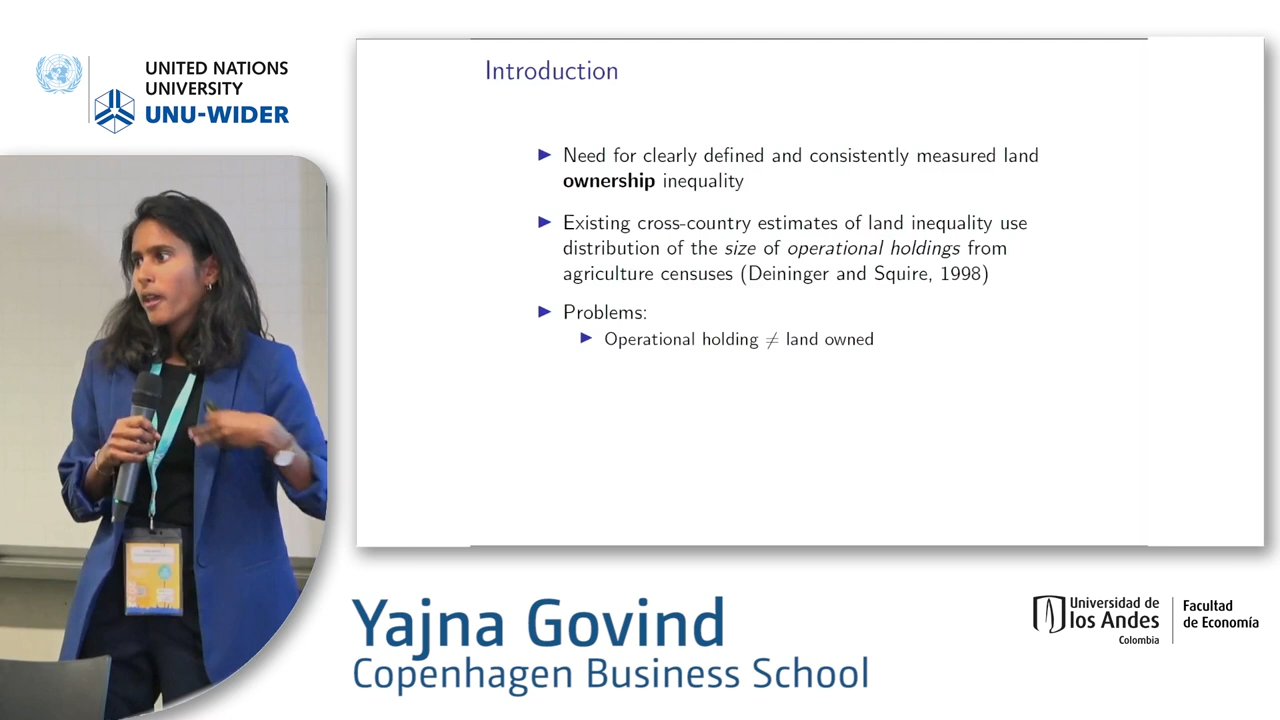 UNITED NATIONS
UNIVERSITY
UNU-WIDER
Introduction
Need for clearly defined and consistently measured land
ownership inequality
Existing cross-country estimates of land inequality use
distribution of the size of operational holdings from
agriculture censuses (Deininger and Squire, 1998)
Problems:
Operational holding ≠ land owned
Yajna Govind
Copenhagen Business School
Universidad de
los Andes
Colombia
Facultad
de Economía